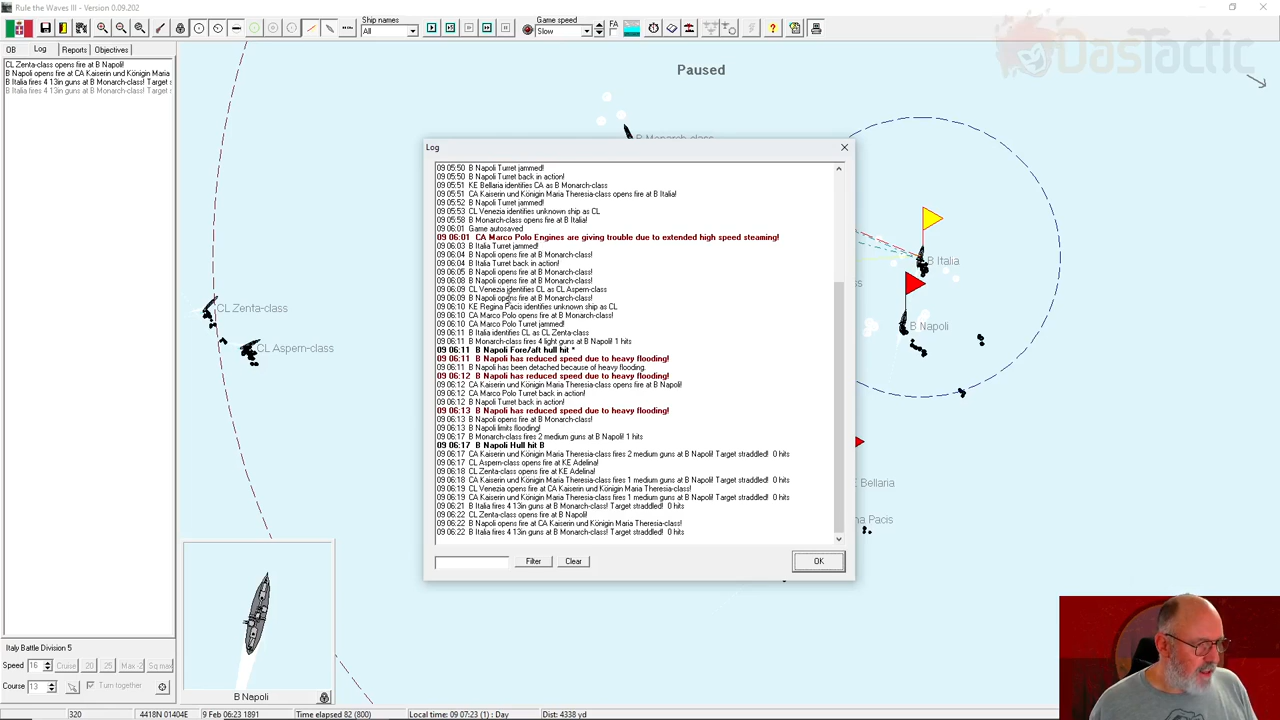 Rule the Waves III - Version 0.09.202
Ship names
All
Game speed
Slow
FA
OB Log Reports Objectives
CL Zenta-class opens fire at B Napoli!
B Napoli opens fire at CA Kaiserin und Königin Maria
B Italia fires 4 13in guns at B Monarch-class! Target s
B Italia fires 4 13in guns at B Monarch-class! Target s
DasTactic
Paused
B Monarch-class
Log
09 05:50 B Napoli Turret jammed!
09 05:50 B Napoli Turret back in action!
09 05:51 KE Bellaria identifies CA as B Monarch-class
09 05:51 CA Kaiserin und Königin Maria Theresia-class opens fire at B Italia!
09 05:52 B Napoli Turret jammed!
09 05:53 CL Venezia identifies unknown ship as CL
09 05:58 B Monarch-class opens fire at B Italia!
09 06:01 Game autosaved
09 06:01 CA Marco Polo Engines are giving trouble due to extended high speed steaming!
09 06:03 B Italia Turret jammed!
09 06:04 B Napoli opens fire at B Monarch-class!
09 06:04 B Italia Turret back in action!
09 06:05 B Napoli opens fire at B Monarch-class!
09 06:08 B Napoli opens fire at B Monarch-class!
09 06:09 CL Venezia identifies CL as CL Aspern-class
09 06:09 B Napoli opens fire at B Monarch-class!
09 06:10 KE Regina Pacis identifies unknown ship as CL
09 06:10 CA Marco Polo opens fire at B Monarch-class!
09 06:10 CA Marco Polo Turret jammed!
09 06:11 B Italia identifies CL as CL Zenta-class
09 06:11 B Monarch-class fires 4 light guns at B Napoli! 1 hits
09 06:11 B Napoli Fore/aft hull hit *
09 06:11 B Napoli has reduced speed due to heavy flooding!
09 06:11 B Napoli has been detached because of heavy flooding.
09 06:12 B Napoli has reduced speed due to heavy flooding!
09 06:12 CA Kaiserin und Königin Maria Theresia-class opens fire at B Napoli!
09 06:12 CA Marco Polo Turret back in action!
09 06:12 B Napoli Turret back in action!
09 06:13 B Napoli has reduced speed due to heavy flooding!
09 06:13 B Napoli opens fire at B Monarch-class!
09 06:13 B Napoli limits flooding!
09 06:17 B Monarch-class fires 2 medium guns at B Napoli! 1 hits
09 06:17 B Napoli Hull hit B
09 06:17 CA Kaiserin und Königin Maria Theresia-class fires 2 medium guns at B Napoli! Target straddled! 0 hits
09 06:17 CL Aspern-class opens fire at KE Adelina!
09 06:18 CL Zenta-class opens fire at KE Adelina!
09 06:18 CA Kaiserin und Königin Maria Theresia-class fires 1 medium guns at B Napoli! Target straddled! 0 hits
09 06:19 CL Venezia opens fire at CA Kaiserin und Königin Maria Theresia-class!
09 06:19 CA Kaiserin und Königin Maria Theresia-class fires 1 medium guns at B Napoli! Target straddled! 0 hits
09 06:21 B Italia fires 4 13in guns at B Monarch-class! Target straddled! 0 hits
09 06:22 CL Zenta-class opens fire at B Napoli!
09 06:22 B Napoli opens fire at CA Kaiserin und Königin Maria Theresia-class!
09 06:22 B Italia fires 4 13in guns at B Monarch-class! Target straddled! 0 hits
Filter
Clear
OK
B Italia
B Napoli
CL Zenta-class
CL Aspern-class
ss
E Bellaria
na Pacis
B Napoli
Italy Battle Division 5
Speed 16 Cruise 20 25 Max -2 Sq max
Course 13 Turn together
320 4418N 01404E 9 Feb 06:23 1891 Time elapsed 82 (800) Local time: 09 07:23 (1) : Day Dist: 4338 yd